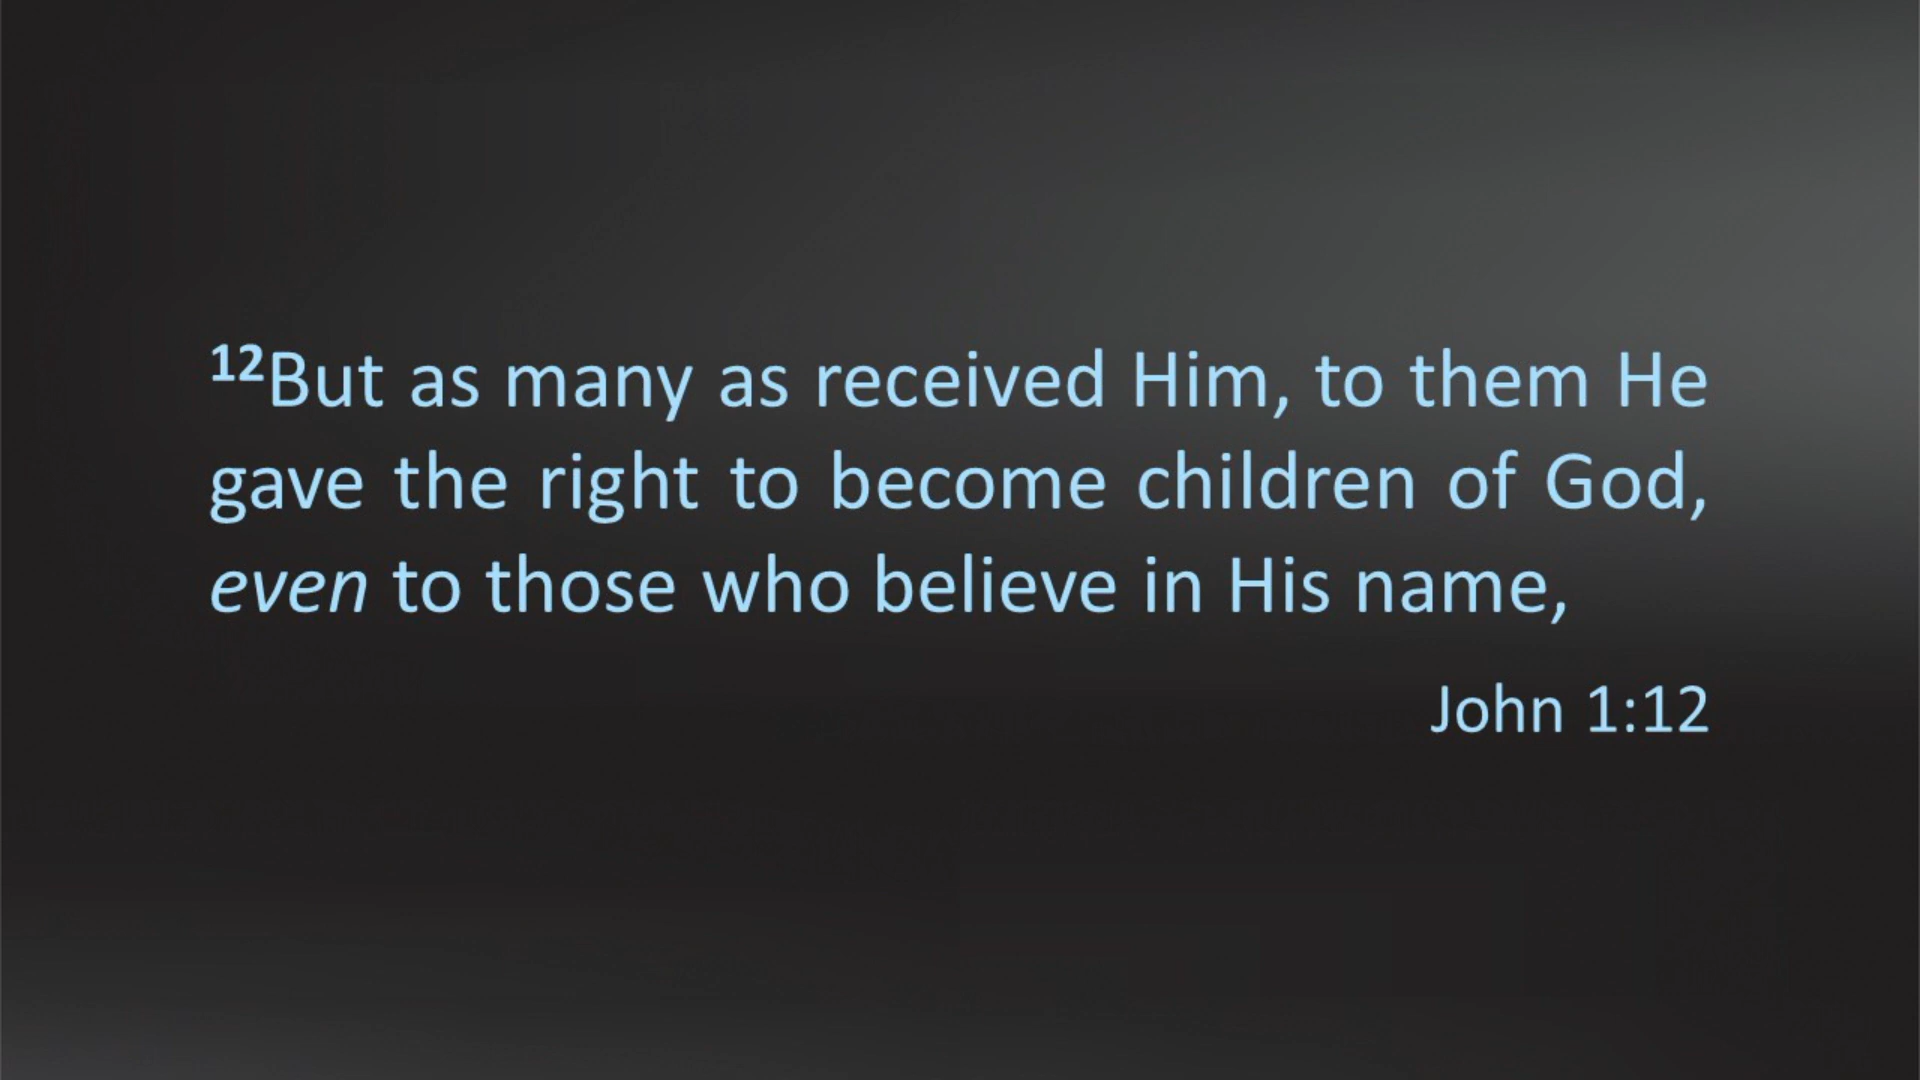 12But as many as received Him, to them He
gave the right to become children of God,
even to those who believe in His name,
John 1:12